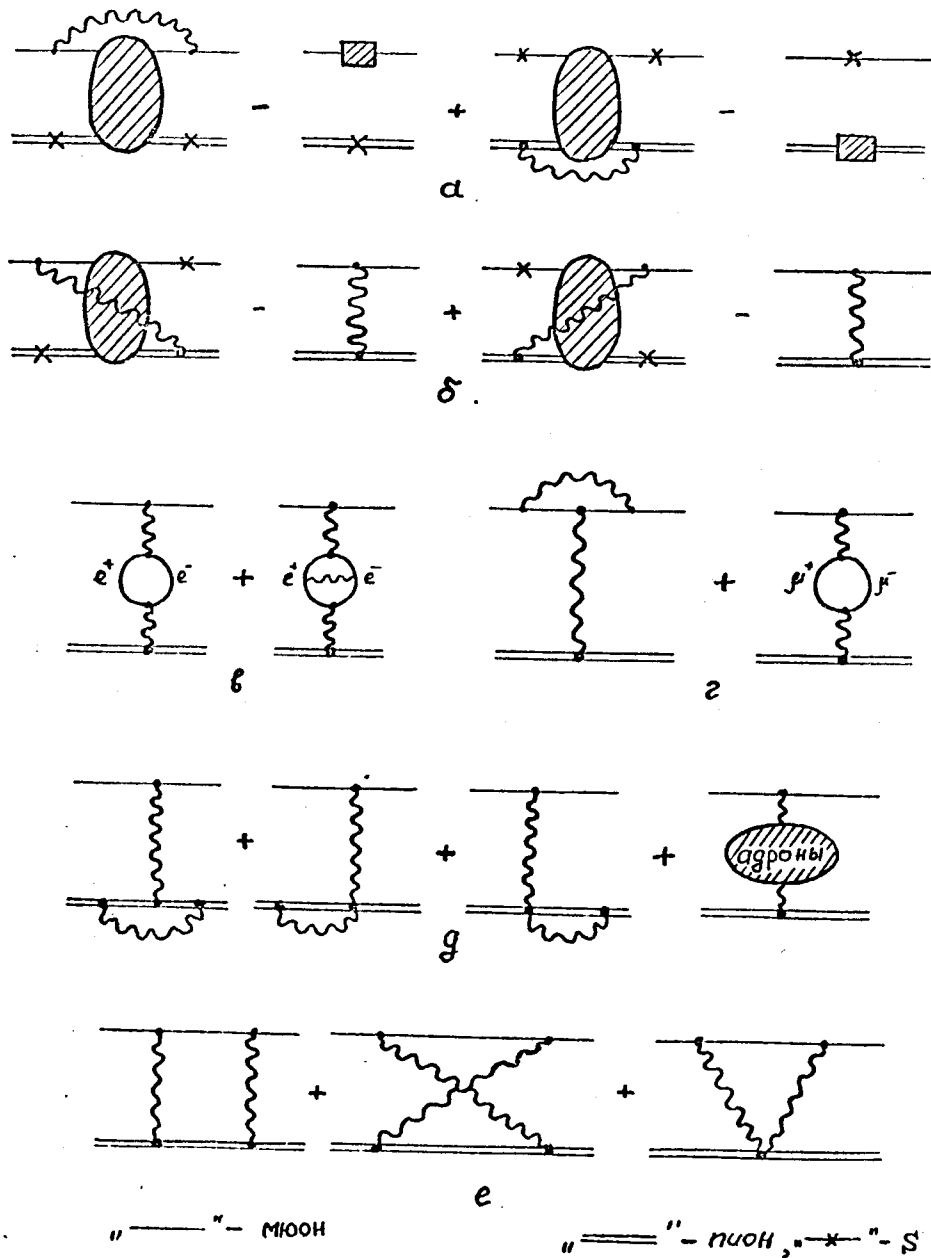 - + -
а
- + -
б.
e⁺ e⁻ + e⁺ e⁻
+ μ⁺ μ⁻
в г
+ + + адроны
д
+ +
е
„ — " - мюон „ ═ " - пион, „—×— " - S